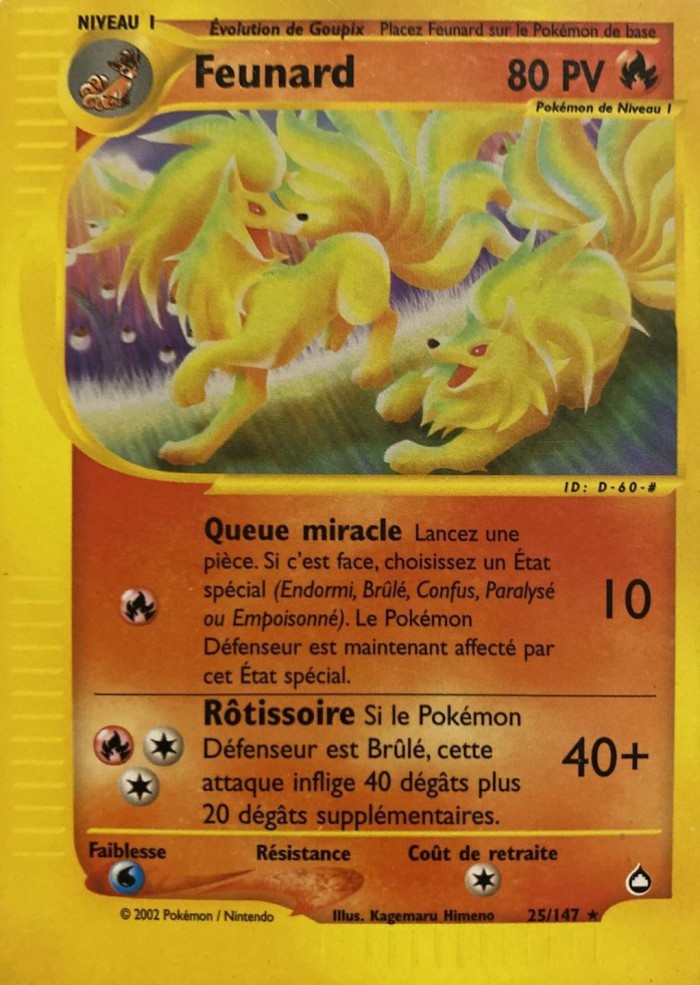 NIVEAU I
Évolution de Goupix Placez Feunard sur le Pokémon de base
Feunard 80 PV
Pokémon de Niveau I
ID: D-60-#
Queue miracle Lancez une
pièce. Si c'est face, choisissez un État
spécial (Endormi, Brûlé, Confus, Paralysé
ou Empoisonné). Le Pokémon
Défenseur est maintenant affecté par
cet État spécial.
10
Rôtissoire Si le Pokémon
Défenseur est Brûlé, cette
attaque inflige 40 dégâts plus
20 dégâts supplémentaires.
40+
Faiblesse Résistance Coût de retraite
© 2002 Pokémon / Nintendo Illus. Kagemaru Himeno 25/147 ★